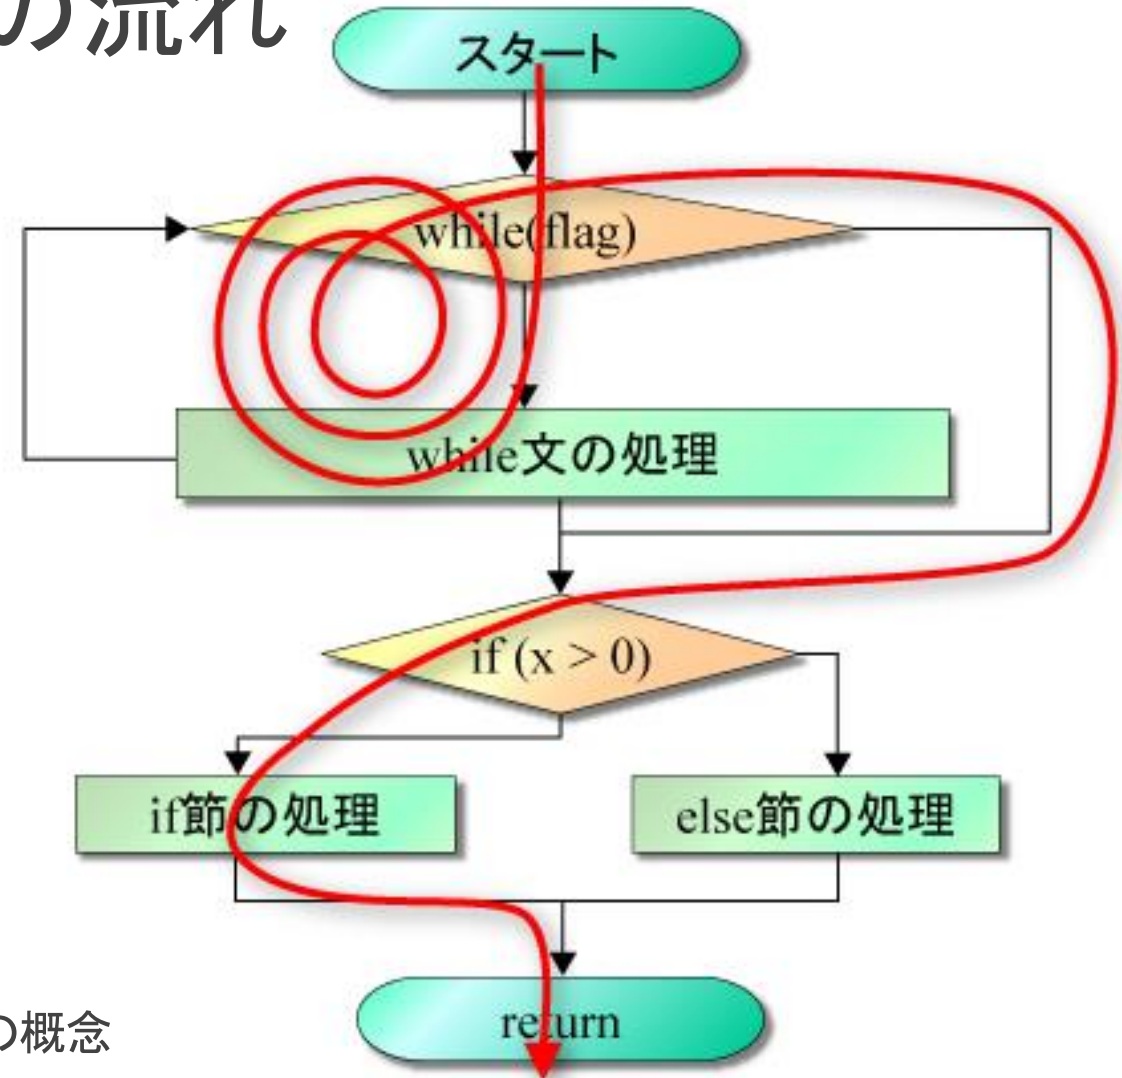 の流れ
スタート
while(flag)
while文の処理
if (x > 0)
if節の処理
else節の処理
return
の概念